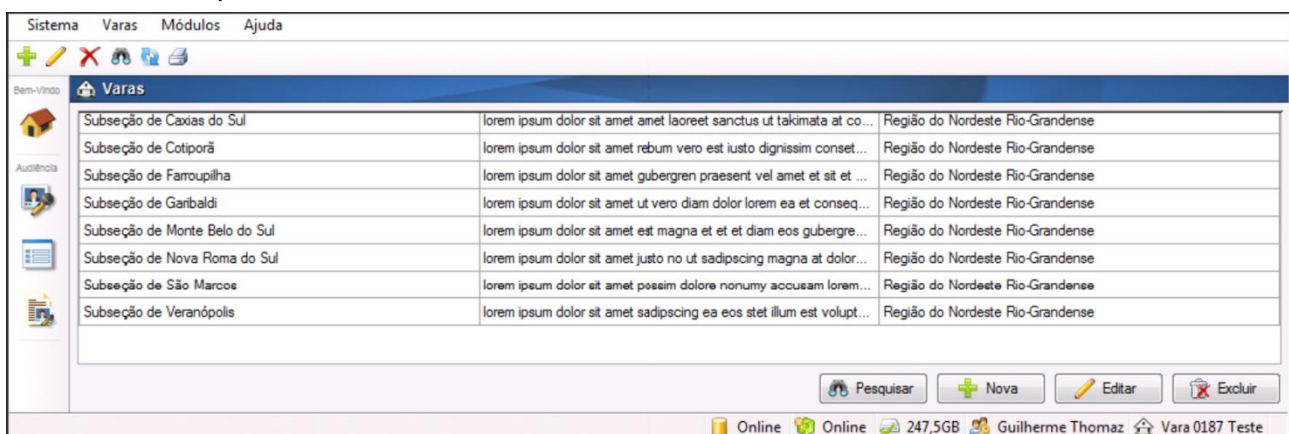 Sistema Varas Módulos Ajuda
Bem-Vindo
Varas
Subseção de Caxias do Sul lorem ipsum dolor sit amet amet laoreet sanctus ut takimata at co... Região do Nordeste Rio-Grandense
Subseção de Cotiporã lorem ipsum dolor sit amet rebum vero est iusto dignissim conset... Região do Nordeste Rio-Grandense
Audiência
Subseção de Farroupilha lorem ipsum dolor sit amet gubergren praesent vel amet et sit et ... Região do Nordeste Rio-Grandense
Subseção de Garibaldi lorem ipsum dolor sit amet ut vero diam dolor lorem ea et conseq... Região do Nordeste Rio-Grandense
Subseção de Monte Belo do Sul lorem ipsum dolor sit amet est magna et et et diam eos gubergre... Região do Nordeste Rio-Grandense
Subseção de Nova Roma do Sul lorem ipsum dolor sit amet justo no ut sadipscing magna at dolor... Região do Nordeste Rio-Grandense
Subseção de São Marcos lorem ipsum dolor sit amet possim dolore nonumy accusam lorem... Região do Nordeste Rio-Grandense
Subseção de Veranópolis lorem ipsum dolor sit amet sadipscing ea eos stet illum est volupt... Região do Nordeste Rio-Grandense
Pesquisar Nova Editar Excluir
Online Online 247,5GB Guilherme Thomaz Vara 0187 Teste